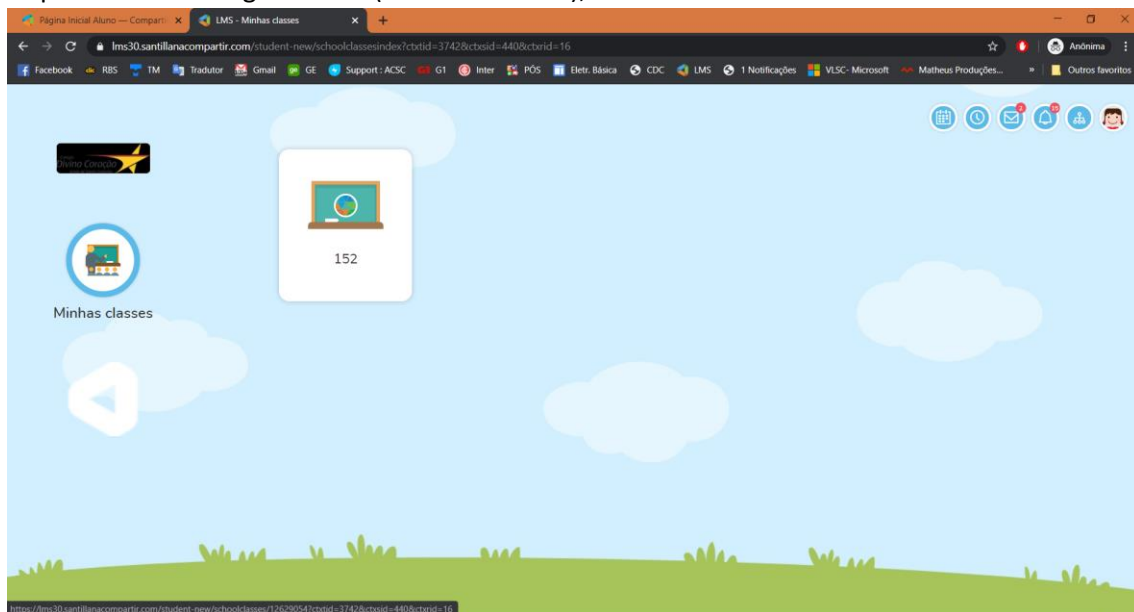 Página Inicial Aluno — Comparti
LMS - Minhas classes
lms30.santillanacompartir.com/student-new/schoolclassesindex?ctxtid=3742&ctxsid=440&ctxrid=16
Anônima
Facebook RBS TM Tradutor Gmail GE Support : ACSC G1 Inter PÓS Eletr. Básica CDC LMS 1 Notificações VLSC- Microsoft Matheus Produções... » Outros favoritos
Divino Coração
152
Minhas classes
https://lms30.santillanacompartir.com/student-new/schoolclasses/12629054?ctxtid=3742&ctxsid=440&ctxrid=16